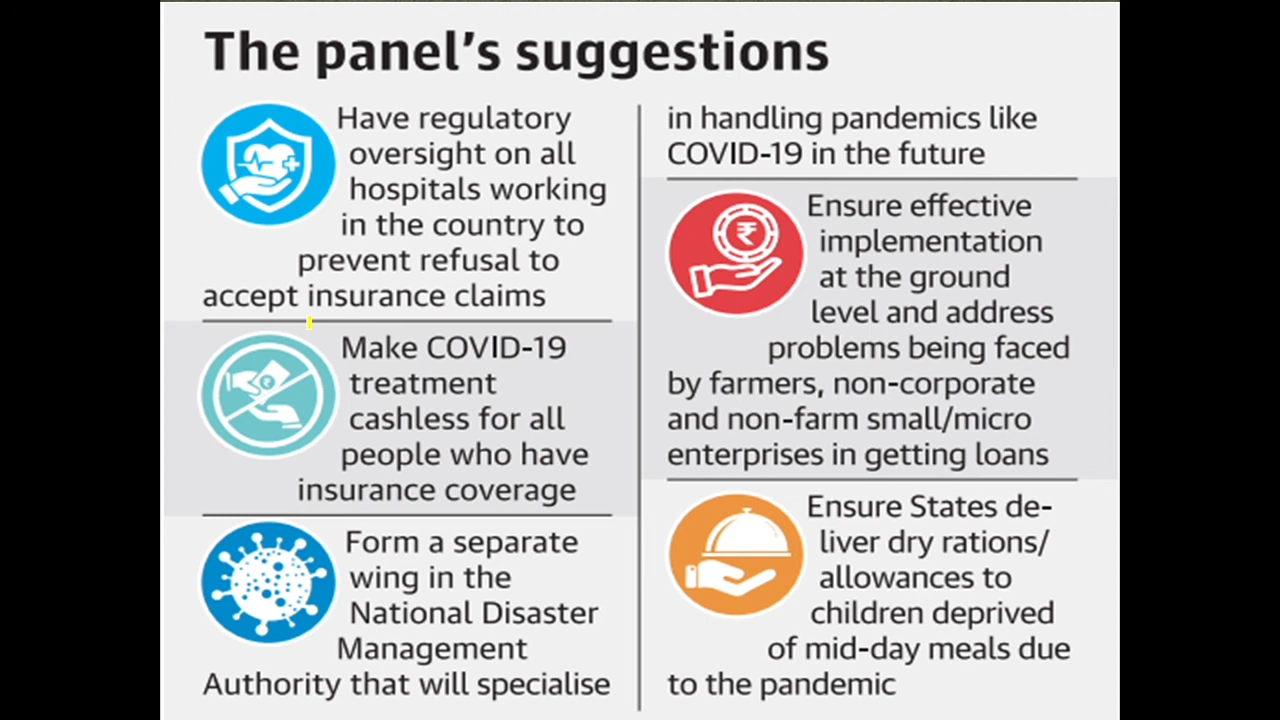 The panel's suggestions
Have regulatory
oversight on all
hospitals working
in the country to
prevent refusal to
accept insurance claims
Make COVID-19
treatment
cashless for all
people who have
insurance coverage
Form a separate
wing in the
National Disaster
Management
Authority that will specialise
in handling pandemics like
COVID-19 in the future
₹
Ensure effective
implementation
at the ground
level and address
problems being faced
by farmers, non-corporate
and non-farm small/micro
enterprises in getting loans
Ensure States de-
liver dry rations/
allowances to
children deprived
of mid-day meals due
to the pandemic